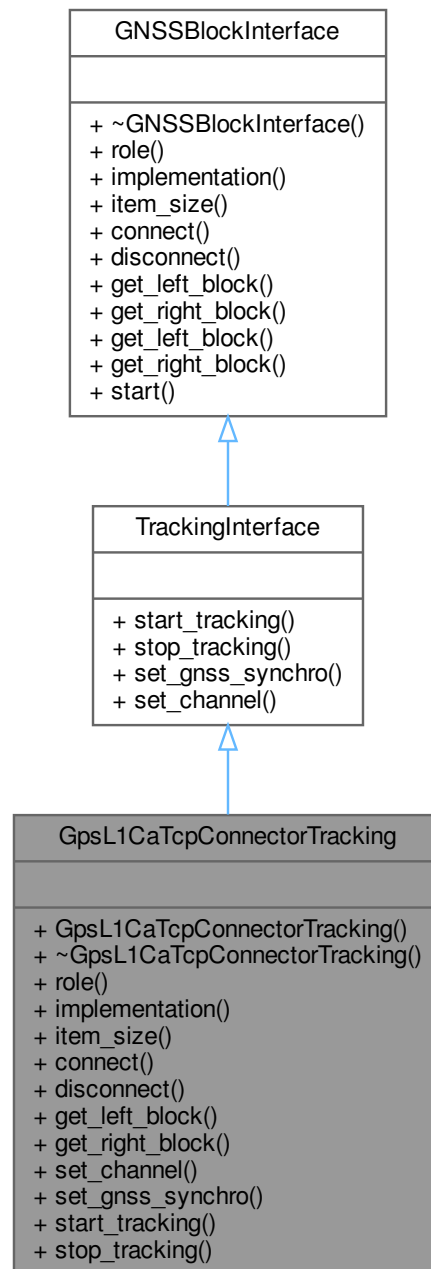 GNSSBlockInterface
+ ~GNSSBlockInterface()
+ role()
+ implementation()
+ item_size()
+ connect()
+ disconnect()
+ get_left_block()
+ get_right_block()
+ get_left_block()
+ get_right_block()
+ start()
TrackingInterface
+ start_tracking()
+ stop_tracking()
+ set_gnss_synchro()
+ set_channel()
GpsL1CaTcpConnectorTracking
+ GpsL1CaTcpConnectorTracking()
+ ~GpsL1CaTcpConnectorTracking()
+ role()
+ implementation()
+ item_size()
+ connect()
+ disconnect()
+ get_left_block()
+ get_right_block()
+ set_channel()
+ set_gnss_synchro()
+ start_tracking()
+ stop_tracking()